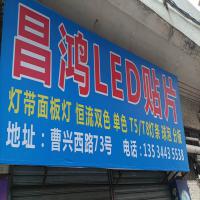 昌鸿LED贴片
灯带面板灯 恒流双色 单色 T5/T8灯条 球泡 台版
地址:曹兴西路73号 电话:135 3443 5538